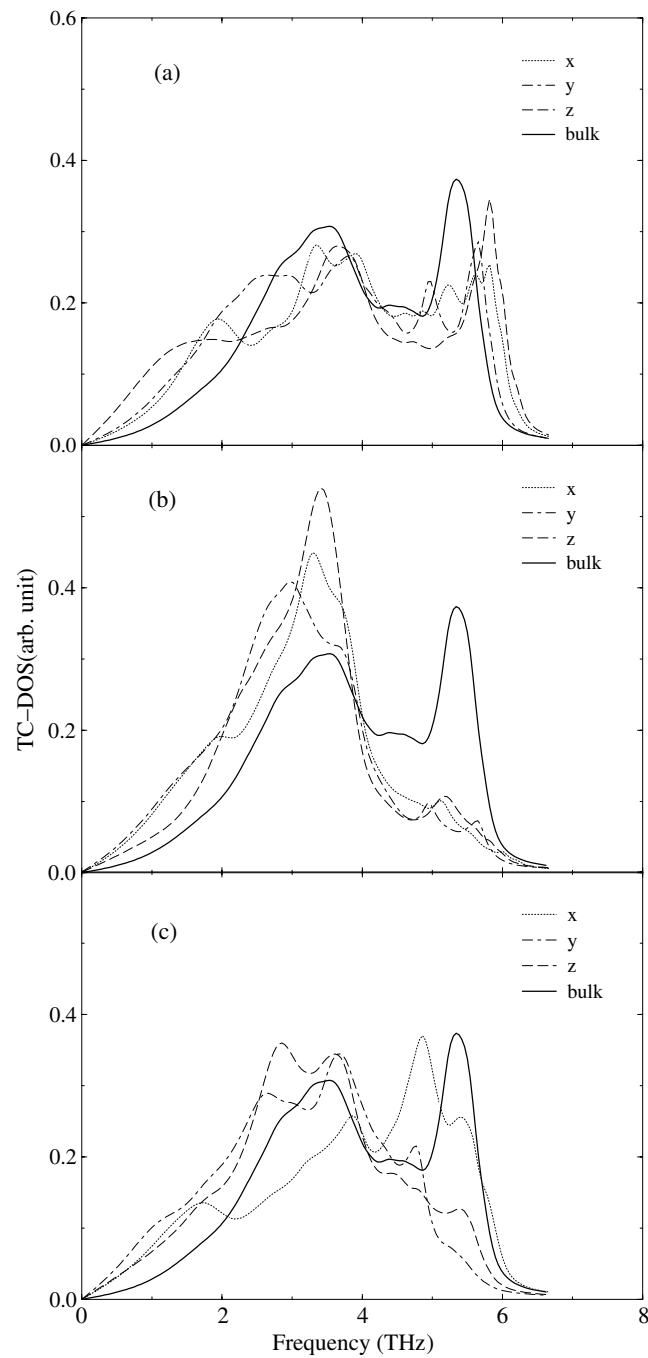 0.6
(a)
x
y
z
bulk
0.4
0.2
0.0
(b)
x
y
z
bulk
0.4
0.2
0.0
TC−DOS(arb. unit)
(c)
x
y
z
bulk
0.4
0.2
0.0
0 2 4 6 8
Frequency (THz)